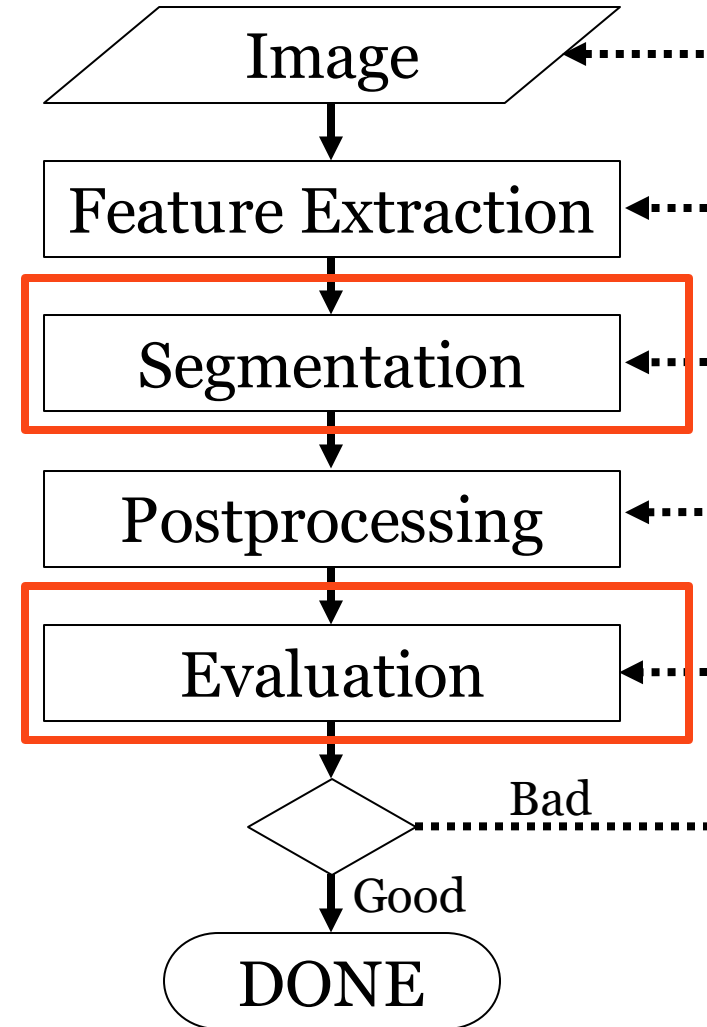 Image
Feature Extraction
Segmentation
Postprocessing
Evaluation
Bad
Good
DONE